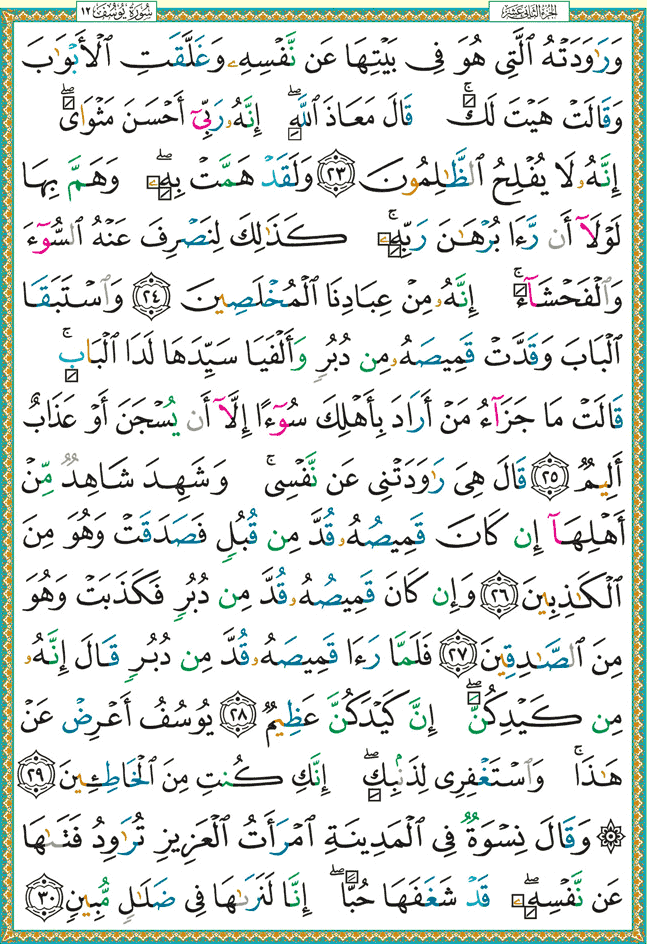 الجزء الثاني عشر
سورة يوسف ١٢
وَرَٰوَدَتْهُ ٱلَّتِى هُوَ فِى بَيْتِهَا عَن نَّفْسِهِۦ وَغَلَّقَتِ ٱلْأَبْوَٰبَ
وَقَالَتْ هَيْتَ لَكَ ۚ قَالَ مَعَاذَ ٱللَّهِ ۖ إِنَّهُۥ رَبِّىٓ أَحْسَنَ مَثْوَاىَ ۖ
إِنَّهُۥ لَا يُفْلِحُ ٱلظَّٰلِمُونَ ٢٣ وَلَقَدْ هَمَّتْ بِهِۦ ۖ وَهَمَّ بِهَا
لَوْلَآ أَن رَّءَا بُرْهَٰنَ رَبِّهِۦ ۚ كَذَٰلِكَ لِنَصْرِفَ عَنْهُ ٱلسُّوٓءَ
وَٱلْفَحْشَآءَ ۚ إِنَّهُۥ مِنْ عِبَادِنَا ٱلْمُخْلَصِينَ ٢٤ وَٱسْتَبَقَا
ٱلْبَابَ وَقَدَّتْ قَمِيصَهُۥ مِن دُبُرٍ وَأَلْفَيَا سَيِّدَهَا لَدَا ٱلْبَابِ ۚ
قَالَتْ مَا جَزَآءُ مَنْ أَرَادَ بِأَهْلِكَ سُوٓءًا إِلَّآ أَن يُسْجَنَ أَوْ عَذَابٌ
أَلِيمٌ ٢٥ قَالَ هِىَ رَٰوَدَتْنِى عَن نَّفْسِى ۚ وَشَهِدَ شَاهِدٌ مِّنْ
أَهْلِهَآ إِن كَانَ قَمِيصُهُۥ قُدَّ مِن قُبُلٍ فَصَدَقَتْ وَهُوَ مِنَ
ٱلْكَٰذِبِينَ ٢٦ وَإِن كَانَ قَمِيصُهُۥ قُدَّ مِن دُبُرٍ فَكَذَبَتْ وَهُوَ
مِنَ ٱلصَّٰدِقِينَ ٢٧ فَلَمَّا رَءَا قَمِيصَهُۥ قُدَّ مِن دُبُرٍ قَالَ إِنَّهُۥ
مِن كَيْدِكُنَّ ۖ إِنَّ كَيْدَكُنَّ عَظِيمٌ ٢٨ يُوسُفُ أَعْرِضْ عَنْ
هَٰذَا ۚ وَٱسْتَغْفِرِى لِذَنۢبِكِ ۖ إِنَّكِ كُنتِ مِنَ ٱلْخَاطِـِٔينَ ٢٩
۞ وَقَالَ نِسْوَةٌ فِى ٱلْمَدِينَةِ ٱمْرَأَتُ ٱلْعَزِيزِ تُرَٰوِدُ فَتَىٰهَا
عَن نَّفْسِهِۦ ۖ قَدْ شَغَفَهَا حُبًّا ۖ إِنَّا لَنَرَىٰهَا فِى ضَلَٰلٍ مُّبِينٍ ٣٠